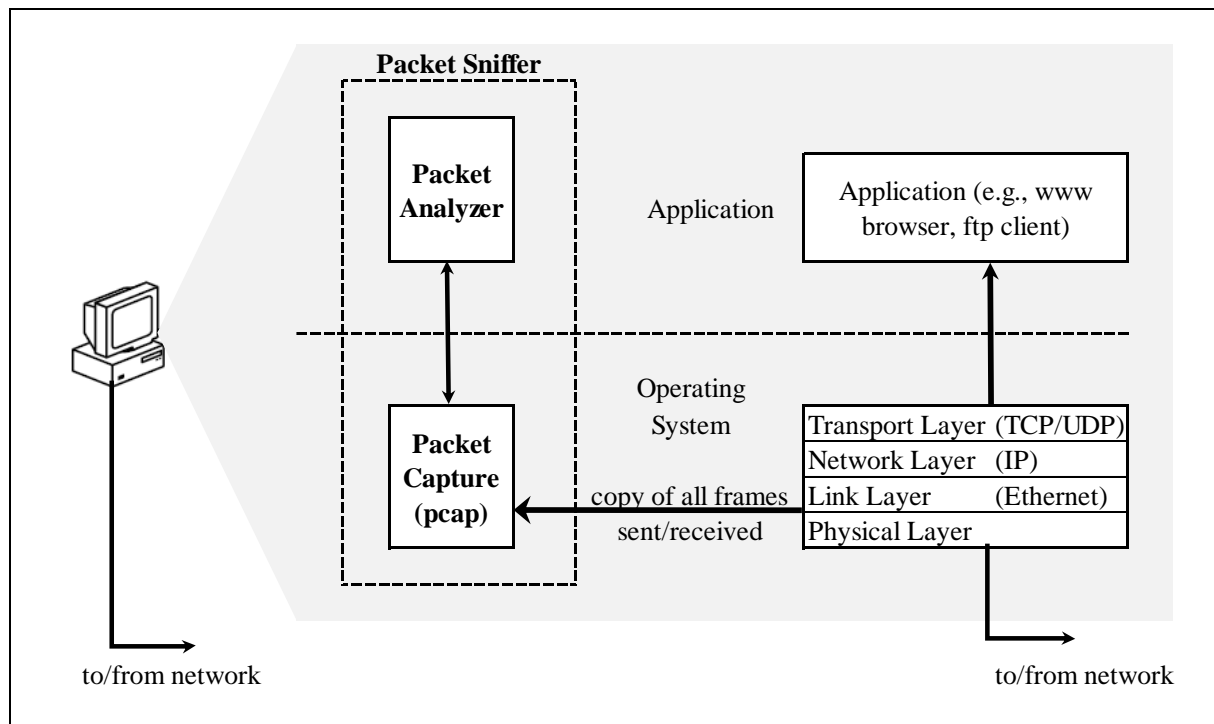 Packet Sniffer
Packet
Analyzer
Application
Application (e.g., www
browser, ftp client)
Operating
System
Packet
Capture
(pcap)
copy of all frames
sent/received
Transport Layer (TCP/UDP)
Network Layer (IP)
Link Layer (Ethernet)
Physical Layer
to/from network
to/from network